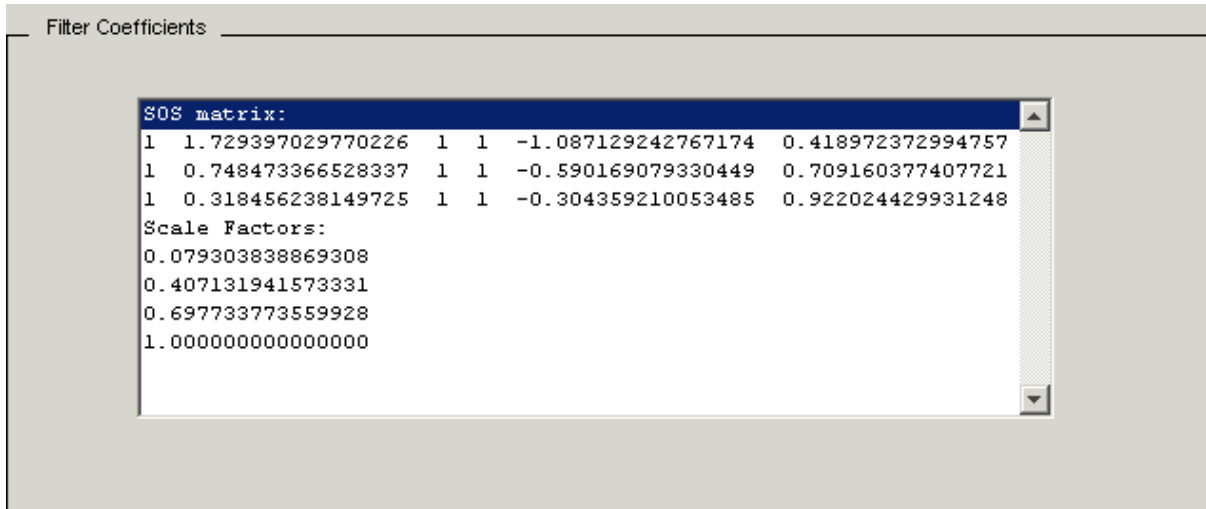 Filter Coefficients
SOS matrix:
1 1.729397029770226 1 1 -1.087129242767174 0.418972372994757
1 0.748473366528337 1 1 -0.590169079330449 0.709160377407721
1 0.318456238149725 1 1 -0.304359210053485 0.922024429931248
Scale Factors:
0.079303838869308
0.407131941573331
0.697733773559928
1.000000000000000